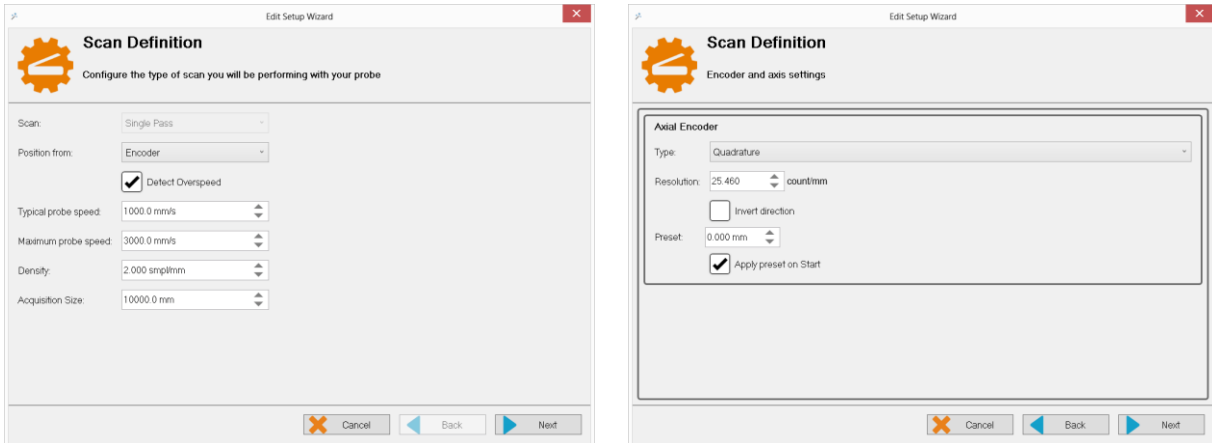 Edit Setup Wizard
Scan Definition
Configure the type of scan you will be performing with your probe
Scan: Single Pass
Position from: Encoder
Detect Overspeed
Typical probe speed: 1000.0 mm/s
Maximum probe speed: 3000.0 mm/s
Density: 2.000 smpl/mm
Acquisition Size: 10000.0 mm
Cancel Back Next
Edit Setup Wizard
Scan Definition
Encoder and axis settings
Axial Encoder
Type: Quadrature
Resolution: 25.460 count/mm
Invert direction
Preset: 0.000 mm
Apply preset on Start
Cancel Back Next